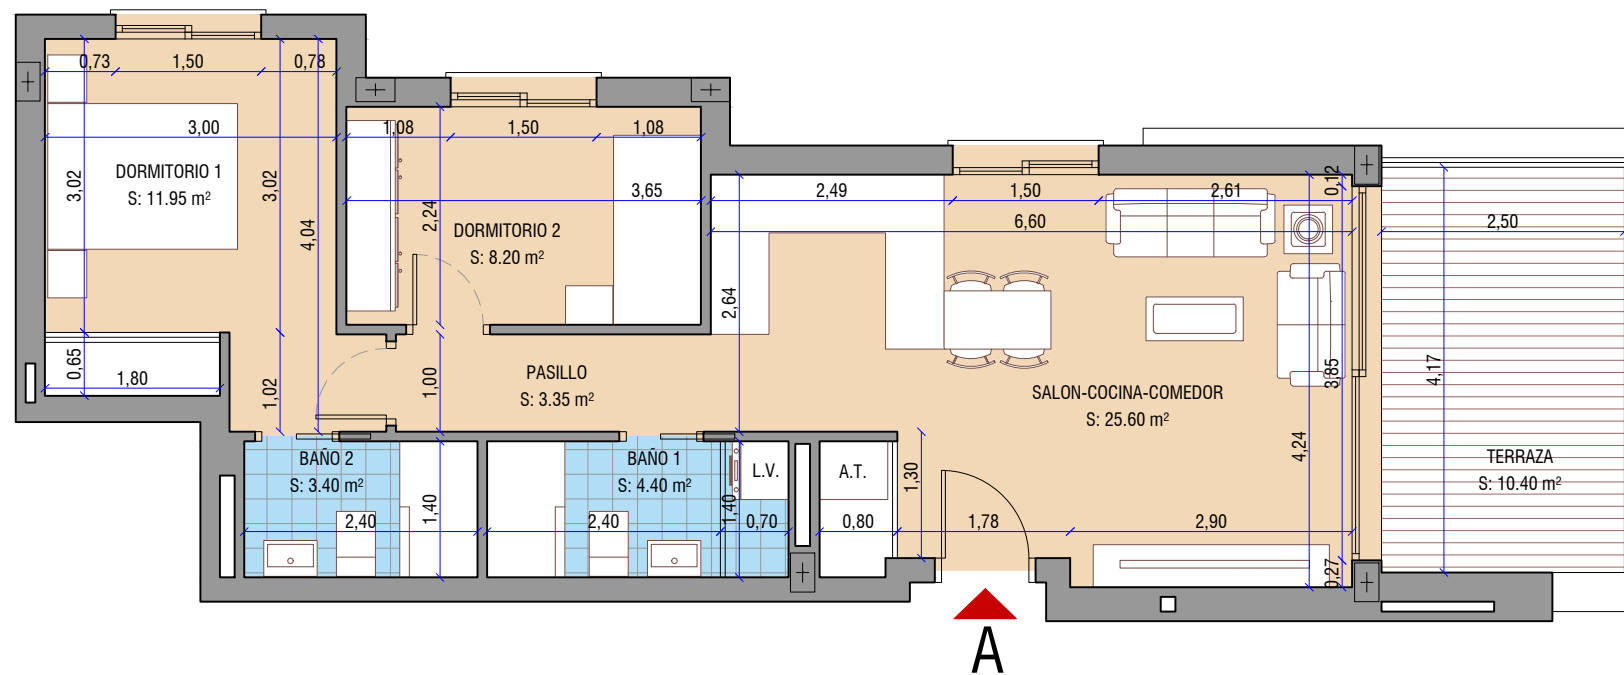 0,73
1,50
0,78
3,00
DORMITORIO 1
S: 11.95 m²
3,02
3,02
4,04
0,65
1,80
1,02
1,08
1,50
1,08
3,65
2,24
DORMITORIO 2
S: 8.20 m²
1,00
PASILLO
S: 3.35 m²
2,49
1,50
2,61
6,60
2,64
0,12
SALON-COCINA-COMEDOR
S: 25.60 m²
3,85
4,24
0,27
2,50
4,17
TERRAZA
S: 10.40 m²
BAÑO 2
S: 3.40 m²
2,40
1,40
BAÑO 1
S: 4.40 m²
2,40
1,40
L.V.
0,70
A.T.
0,80
1,30
1,78
2,90
A